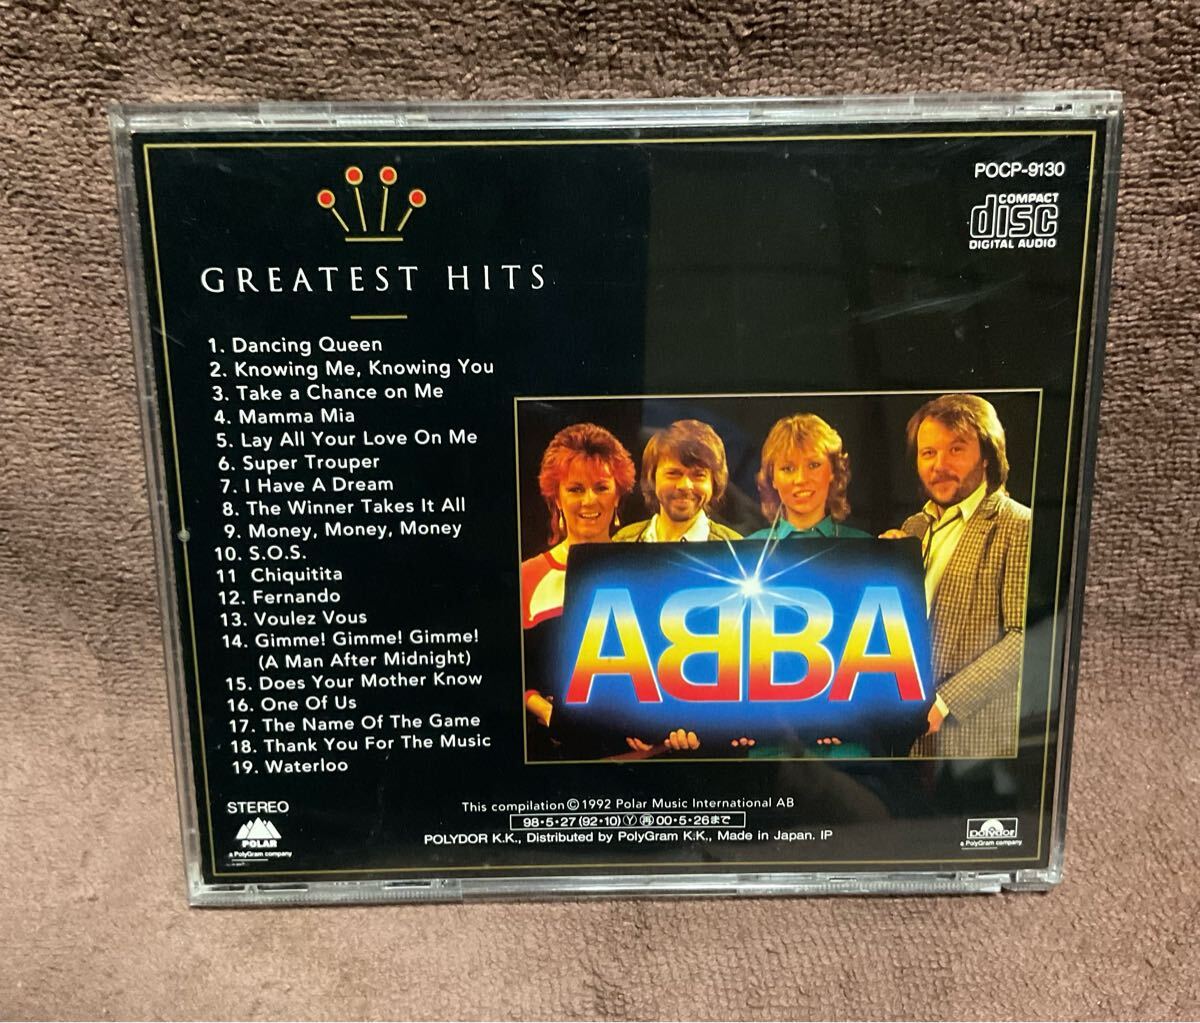 POCP-9130
COMPACT
disc
DIGITAL AUDIO
GREATEST HITS
1. Dancing Queen
2. Knowing Me, Knowing You
3. Take a Chance on Me
4. Mamma Mia
5. Lay All Your Love On Me
6. Super Trouper
7. I Have A Dream
8. The Winner Takes It All
9. Money, Money, Money
10. S.O.S.
11 Chiquitita
12. Fernando
13. Voulez Vous
14. Gimme! Gimme! Gimme!
(A Man After Midnight)
15. Does Your Mother Know
16. One Of Us
17. The Name Of The Game
18. Thank You For The Music
19. Waterloo
ABBA
STEREO
POLAR
a PolyGram company
This compilation © 1992 Polar Music International AB
98・5・27 (92・10) Ⓨ 再 00・5・26まで
POLYDOR K.K., Distributed by PolyGram K.K., Made in Japan. IP
Polydor
a PolyGram company